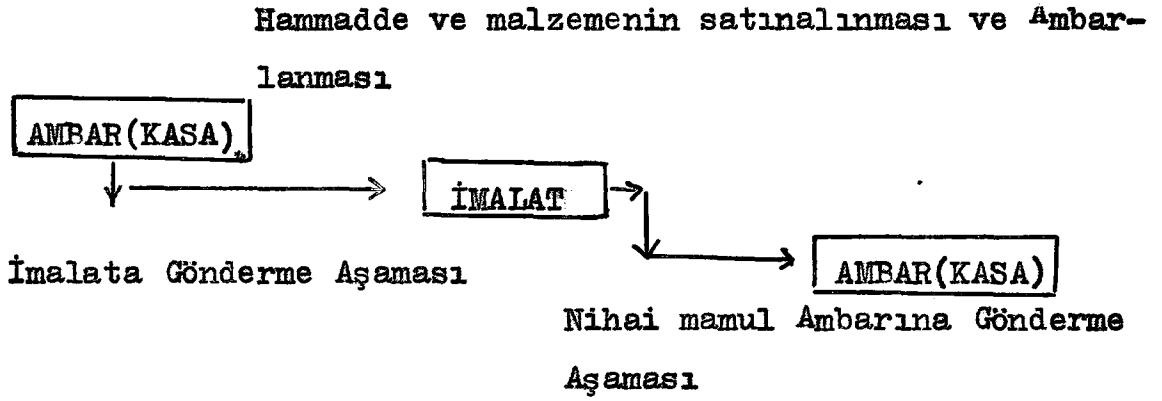 Hammadde ve malzemenin satınalınması ve Ambar-
lanması
AMBAR(KASA)
İMALAT
İmalata Gönderme Aşaması
AMBAR(KASA)
Nihai mamul Ambarına Gönderme
Aşaması